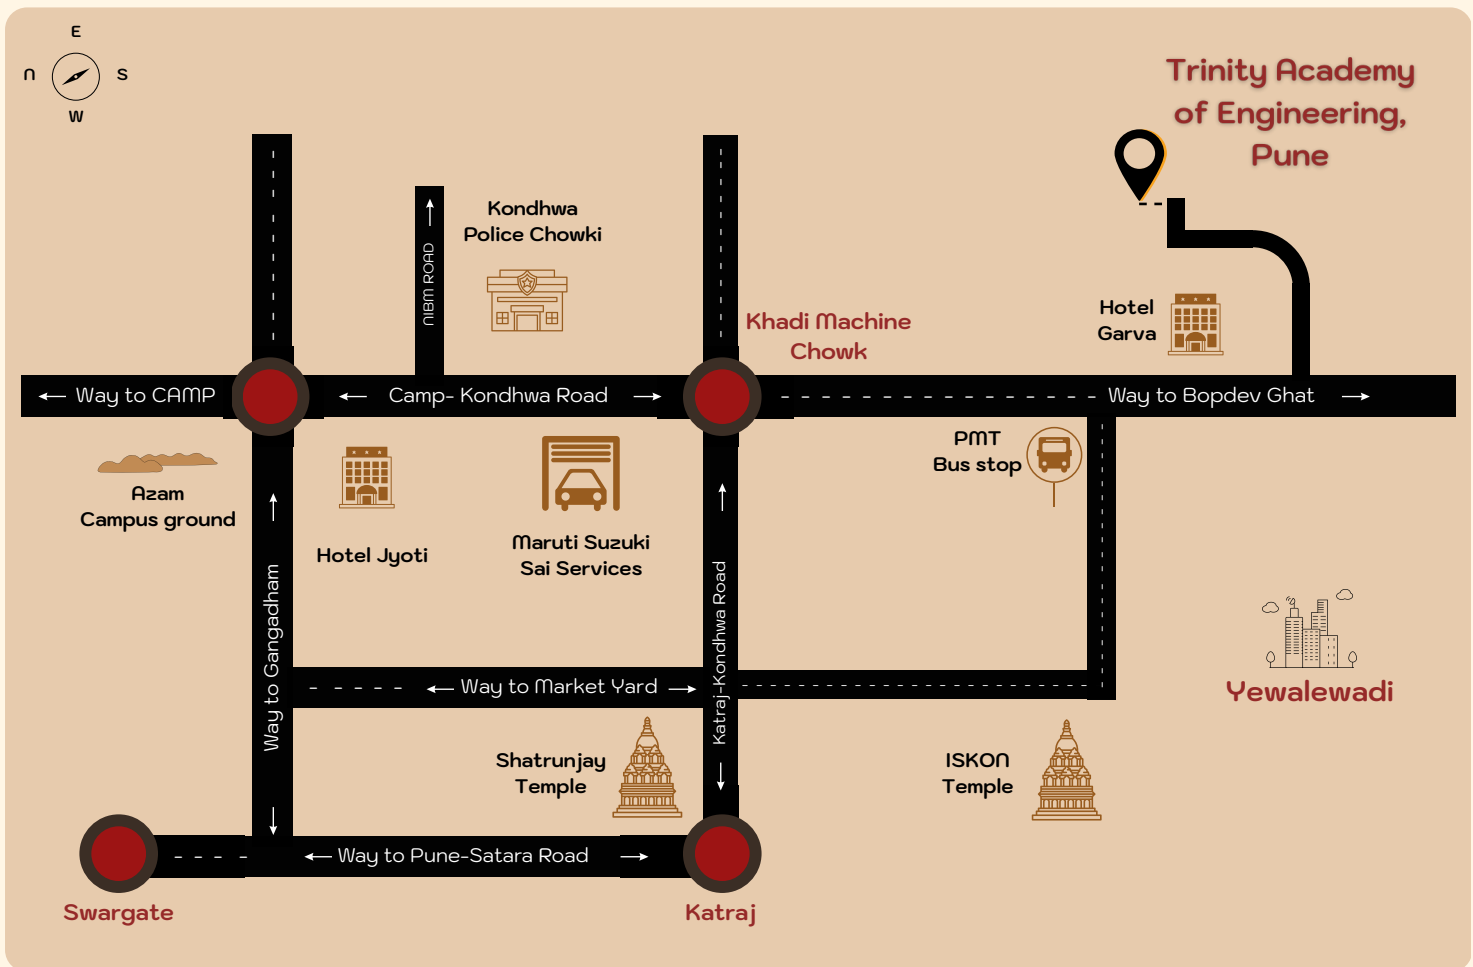 E
N
S
W
Trinity Academy
of Engineering,
Pune
Kondhwa
Police Chowki
NIBM ROAD
Khadi Machine
Chowk
Hotel
Garva
Way to CAMP
Camp- Kondhwa Road
Way to Bopdev Ghat
PMT
Bus stop
Azam
Campus ground
Hotel Jyoti
Maruti Suzuki
Sai Services
Way to Gangadham
Katraj-Kondhwa Road
Way to Market Yard
Yewalewadi
Shatrunjay
Temple
ISKON
Temple
Way to Pune-Satara Road
Swargate
Katraj